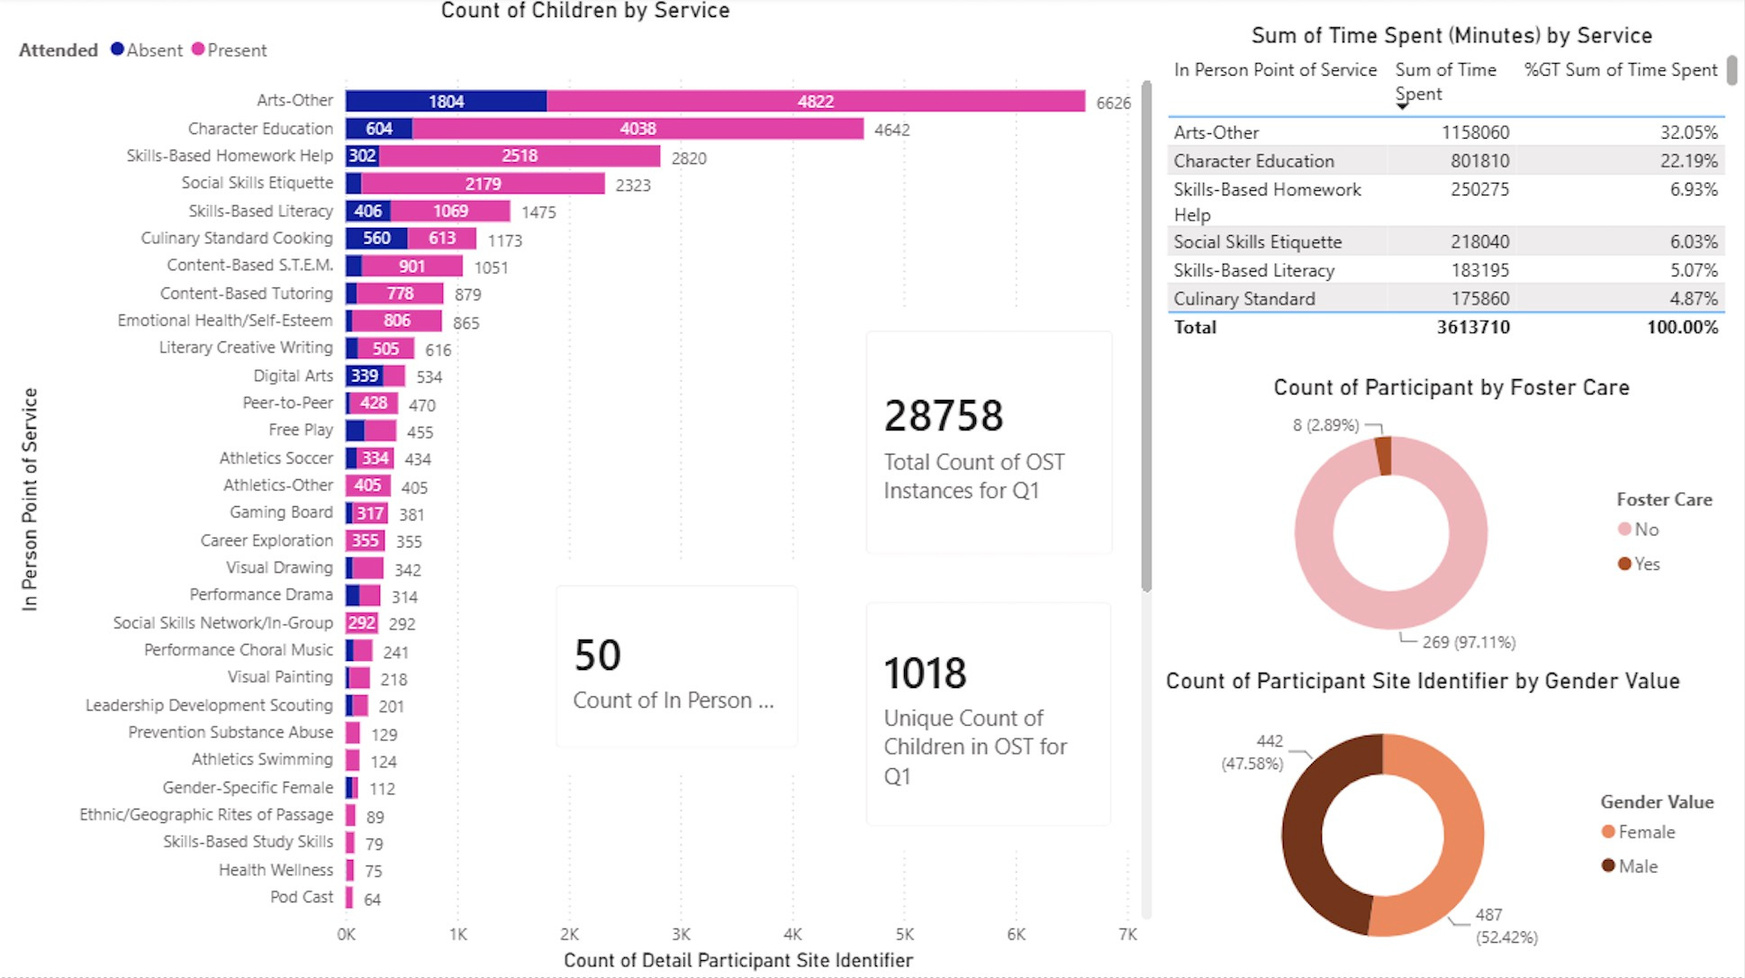 Count of Children by Service
Attended Absent Present
In Person Point of Service
Arts-Other 1804 4822 6626
Character Education 604 4038 4642
Skills-Based Homework Help 302 2518 2820
Social Skills Etiquette 2179 2323
Skills-Based Literacy 406 1069 1475
Culinary Standard Cooking 560 613 1173
Content-Based S.T.E.M. 901 1051
Content-Based Tutoring 778 879
Emotional Health/Self-Esteem 806 865
Literary Creative Writing 505 616
Digital Arts 339 534
Peer-to-Peer 428 470
Free Play 455
Athletics Soccer 334 434
Athletics-Other 405 405
Gaming Board 317 381
Career Exploration 355 355
Visual Drawing 342
Performance Drama 314
Social Skills Network/In-Group 292 292
Performance Choral Music 241
Visual Painting 218
Leadership Development Scouting 201
Prevention Substance Abuse 129
Athletics Swimming 124
Gender-Specific Female 112
Ethnic/Geographic Rites of Passage 89
Skills-Based Study Skills 79
Health Wellness 75
Pod Cast 64
0K 1K 2K 3K 4K 5K 6K 7K
Count of Detail Participant Site Identifier
28758
Total Count of OST
Instances for Q1
50
Count of In Person ...
1018
Unique Count of
Children in OST for
Q1
Sum of Time Spent (Minutes) by Service
In Person Point of Service Sum of Time %GT Sum of Time Spent
Spent
Arts-Other 1158060 32.05%
Character Education 801810 22.19%
Skills-Based Homework 250275 6.93%
Help
Social Skills Etiquette 218040 6.03%
Skills-Based Literacy 183195 5.07%
Culinary Standard 175860 4.87%
Total 3613710 100.00%
Count of Participant by Foster Care
8 (2.89%)
269 (97.11%)
Foster Care
No
Yes
Count of Participant Site Identifier by Gender Value
442
(47.58%)
487
(52.42%)
Gender Value
Female
Male